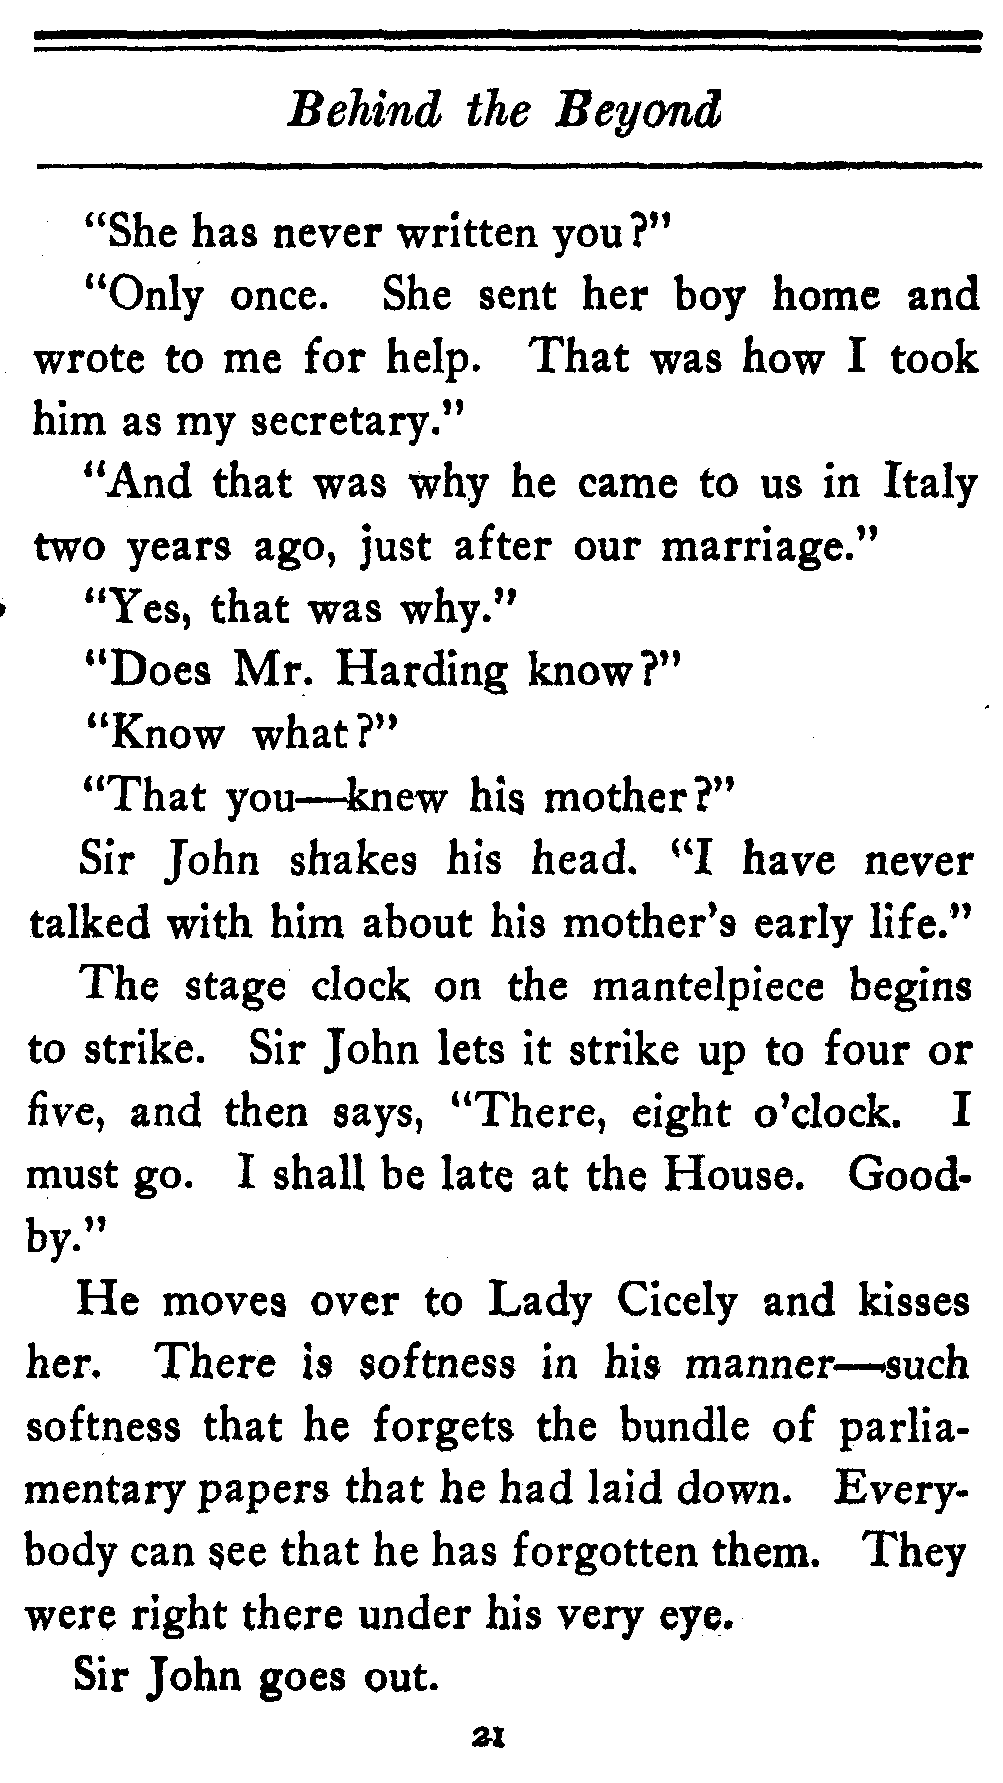 Behind the Beyond
“She has never written you?”
“Only once. She sent her boy home and
wrote to me for help. That was how I took
him as my secretary.”
“And that was why he came to us in Italy
two years ago, just after our marriage.”
“Yes, that was why.”
“Does Mr. Harding know?”
“Know what?”
“That you—knew his mother?”
Sir John shakes his head. “I have never
talked with him about his mother’s early life.”
The stage clock on the mantelpiece begins
to strike. Sir John lets it strike up to four or
five, and then says, “There, eight o’clock. I
must go. I shall be late at the House. Good-
by.”
He moves over to Lady Cicely and kisses
her. There is softness in his manner—such
softness that he forgets the bundle of parlia-
mentary papers that he had laid down. Every-
body can see that he has forgotten them. They
were right there under his very eye.
Sir John goes out.
21